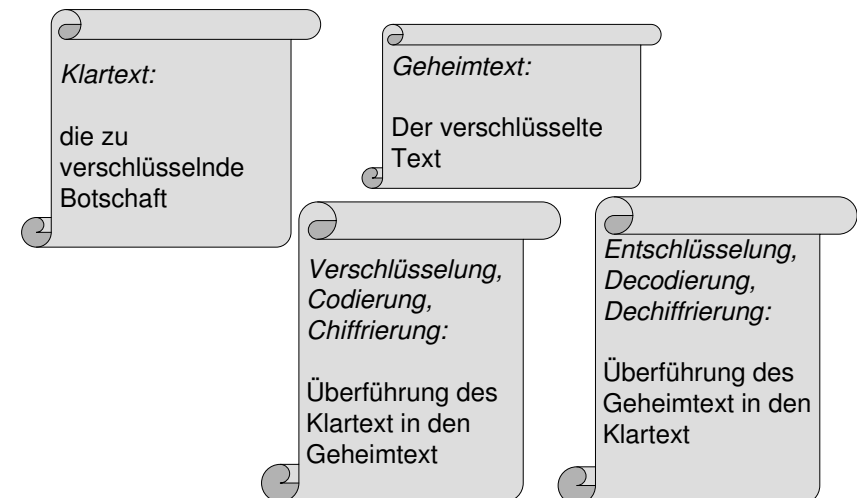 Klartext:
die zu
verschlüsselnde
Botschaft
Geheimtext:
Der verschlüsselte
Text
Verschlüsselung,
Codierung,
Chiffrierung:
Überführung des
Klartext in den
Geheimtext
Entschlüsselung,
Decodierung,
Dechiffrierung:
Überführung des
Geheimtext in den
Klartext